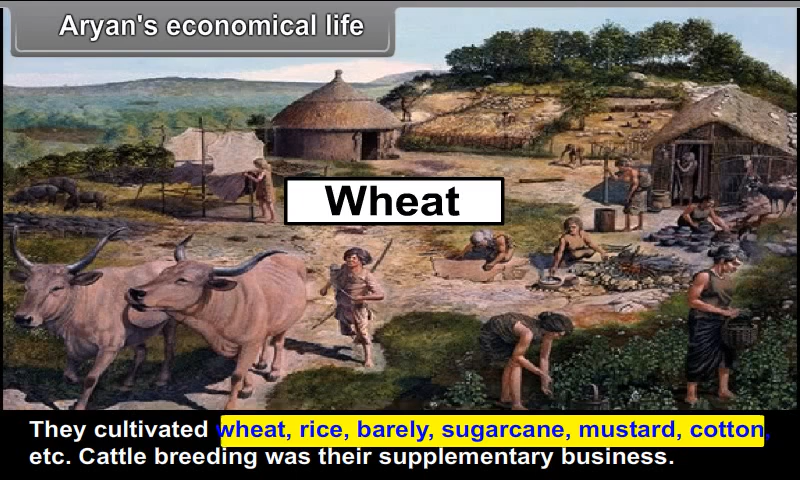 Aryan's economical life
Wheat
They cultivated wheat, rice, barely, sugarcane, mustard, cotton,
etc. Cattle breeding was their supplementary business.